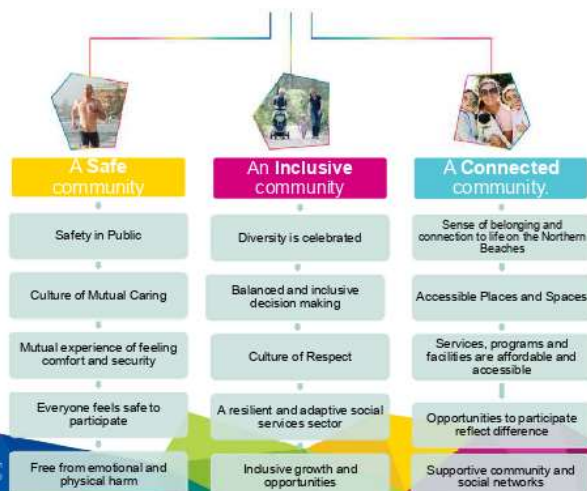 A Safe
community
Safety in Public
Culture of Mutual Caring
Mutual experience of feeling
comfort and security
Everyone feels safe to
participate
Free from emotional and
physical harm
An Inclusive
community
Diversity is celebrated
Balanced and inclusive
decision making
Culture of Respect
A resilient and adaptive social
services sector
Inclusive growth and
opportunities
A Connected
community.
Sense of belonging and
connection to life on the Northern
Beaches
Accessible Places and Spaces
Services, programs and
facilities are affordable and
accessible
Opportunities to participate
reflect difference
Supportive community and
social networks